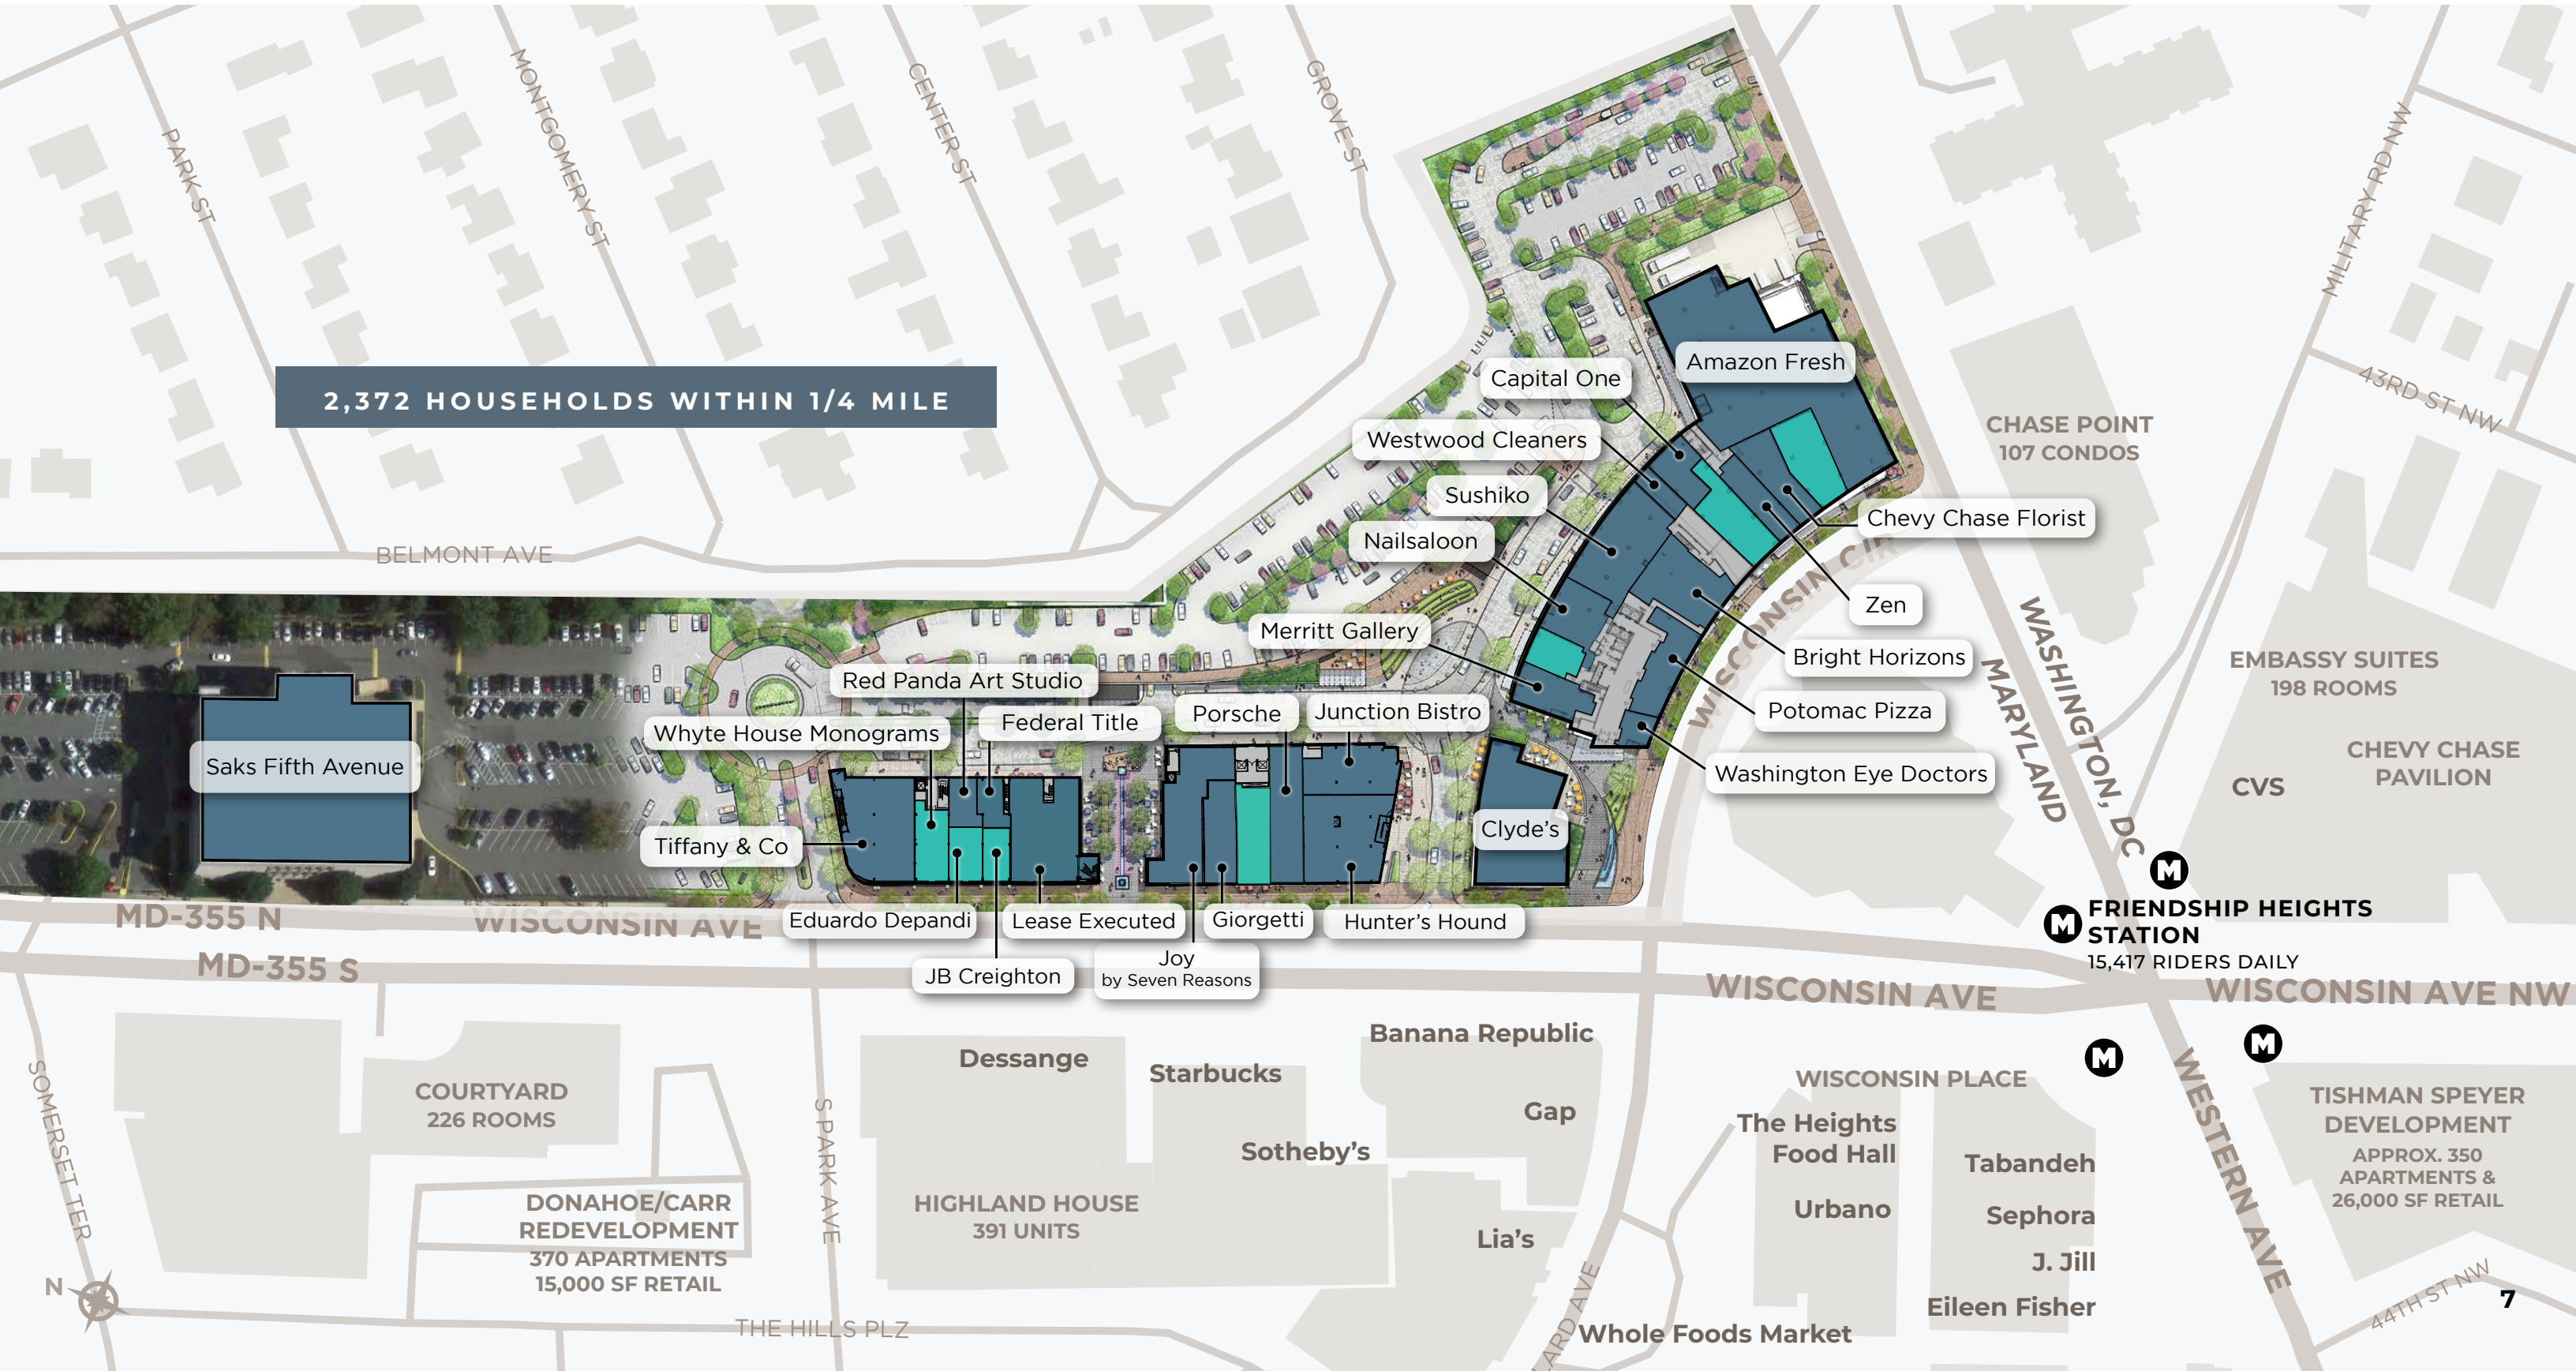 PARK ST
MONTGOMERY ST
CENTER ST
GROVE ST
MILITARY RD NW
43RD ST NW
2,372 HOUSEHOLDS WITHIN 1/4 MILE
BELMONT AVE
Amazon Fresh
Capital One
Westwood Cleaners
Sushiko
Nailsaloon
Merritt Gallery
Chevy Chase Florist
Zen
Bright Horizons
Potomac Pizza
Washington Eye Doctors
WISCONSIN CIR
CHASE POINT
107 CONDOS
WASHINGTON, DC
MARYLAND
EMBASSY SUITES
198 ROOMS
CHEVY CHASE
PAVILION
CVS
Saks Fifth Avenue
Red Panda Art Studio
Federal Title
Whyte House Monograms
Porsche
Junction Bistro
Tiffany & Co
Clyde's
Eduardo Depandi
Lease Executed
Giorgetti
Hunter's Hound
JB Creighton
Joy
by Seven Reasons
MD-355 N
WISCONSIN AVE
MD-355 S
M
M
FRIENDSHIP HEIGHTS
STATION
15,417 RIDERS DAILY
WISCONSIN AVE
WISCONSIN AVE NW
M
M
SOMERSET TER
COURTYARD
226 ROOMS
DONAHOE/CARR
REDEVELOPMENT
370 APARTMENTS
15,000 SF RETAIL
S PARK AVE
Dessange
Starbucks
Banana Republic
Gap
Sotheby's
HIGHLAND HOUSE
391 UNITS
Lia's
WISCONSIN PLACE
The Heights
Food Hall
Urbano
Tabandeh
Sephora
J. Jill
Eileen Fisher
Whole Foods Market
WESTERN AVE
TISHMAN SPEYER
DEVELOPMENT
APPROX. 350
APARTMENTS &
26,000 SF RETAIL
44TH ST NW
THE HILLS PLZ
LARD AVE
N
7